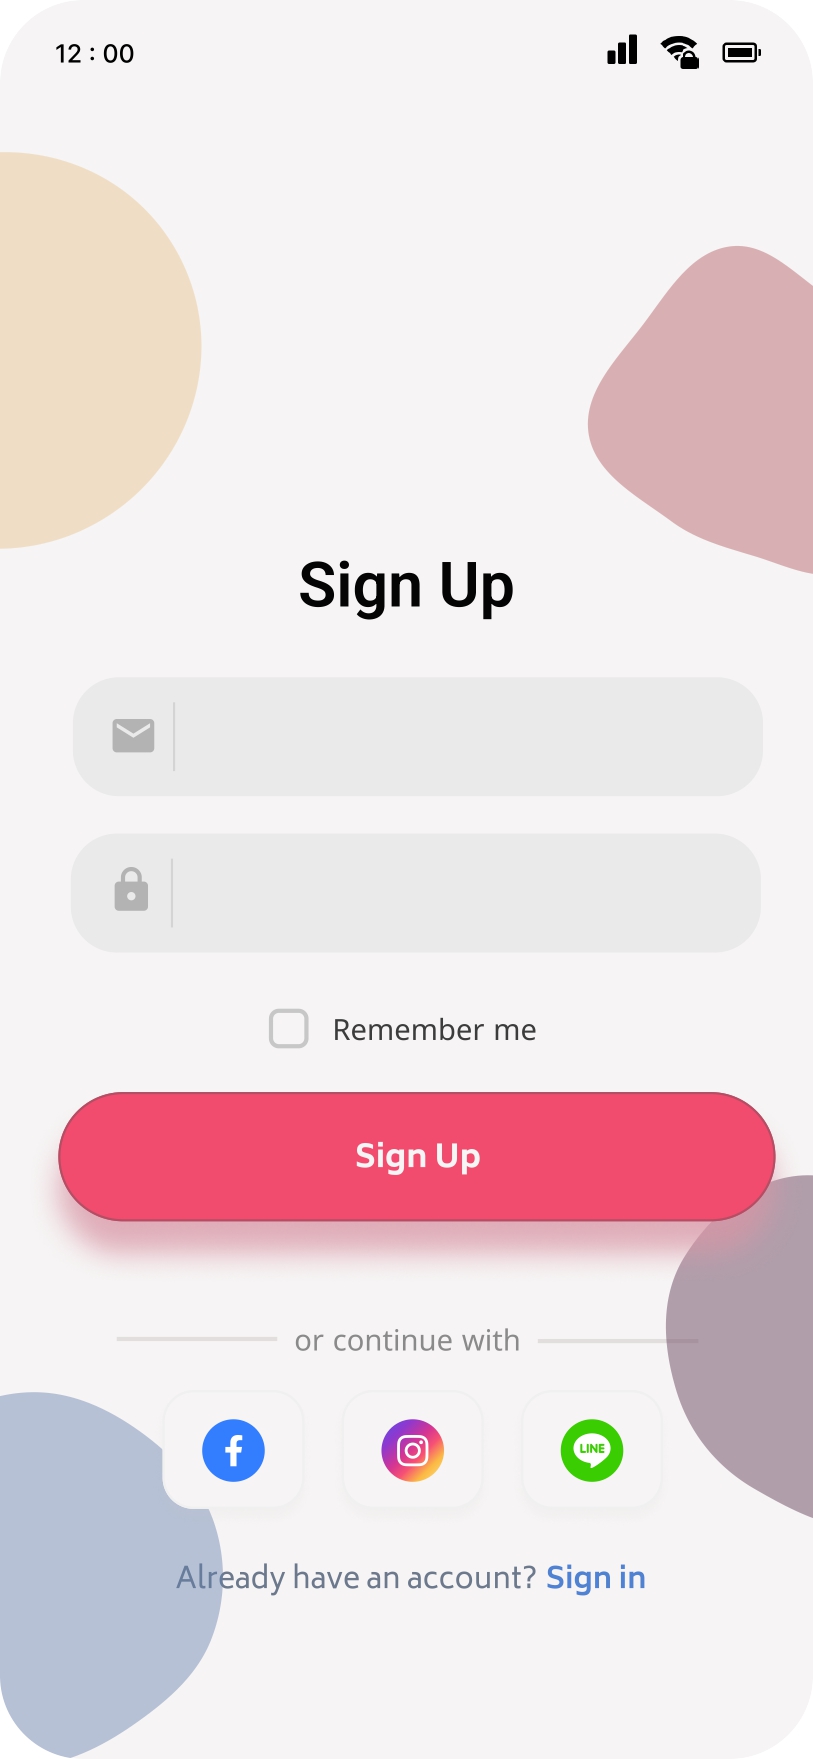 12 : 00
Sign Up
Remember me
Sign Up
or continue with
LINE
Already have an account? Sign in